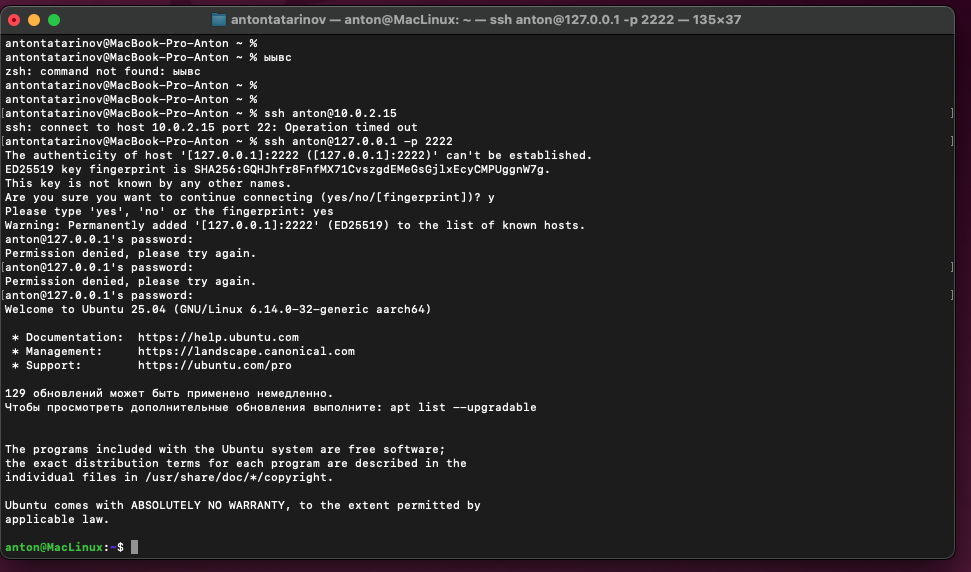 antontatarinov — anton@MacLinux: ~ — ssh anton@127.0.0.1 -p 2222 — 135×37
antontatarinov@MacBook-Pro-Anton ~ %
antontatarinov@MacBook-Pro-Anton ~ % ыывс
zsh: command not found: ыывс
antontatarinov@MacBook-Pro-Anton ~ %
antontatarinov@MacBook-Pro-Anton ~ %
[antontatarinov@MacBook-Pro-Anton ~ % ssh anton@10.0.2.15 ]
ssh: connect to host 10.0.2.15 port 22: Operation timed out
[antontatarinov@MacBook-Pro-Anton ~ % ssh anton@127.0.0.1 -p 2222 ]
The authenticity of host '[127.0.0.1]:2222 ([127.0.0.1]:2222)' can't be established.
ED25519 key fingerprint is SHA256:GQHJhfr8FnfMX71CvszgdEMeGsGjlxEcyCMPUggnW7g.
This key is not known by any other names.
Are you sure you want to continue connecting (yes/no/[fingerprint])? y
Please type 'yes', 'no' or the fingerprint: yes
Warning: Permanently added '[127.0.0.1]:2222' (ED25519) to the list of known hosts.
anton@127.0.0.1's password:
Permission denied, please try again.
[anton@127.0.0.1's password: ]
Permission denied, please try again.
[anton@127.0.0.1's password: ]
Welcome to Ubuntu 25.04 (GNU/Linux 6.14.0-32-generic aarch64)
* Documentation: https://help.ubuntu.com
* Management: https://landscape.canonical.com
* Support: https://ubuntu.com/pro
129 обновлений может быть применено немедленно.
Чтобы просмотреть дополнительные обновления выполните: apt list --upgradable
The programs included with the Ubuntu system are free software;
the exact distribution terms for each program are described in the
individual files in /usr/share/doc/*/copyright.
Ubuntu comes with ABSOLUTELY NO WARRANTY, to the extent permitted by
applicable law.
anton@MacLinux:~$